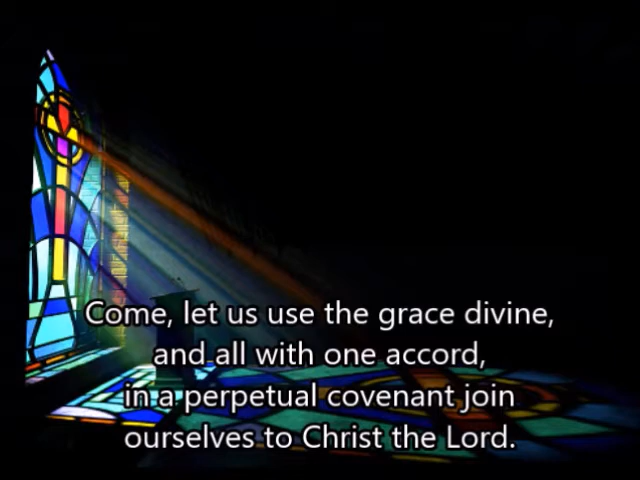 Come, let us use the grace divine,
and all with one accord,
in a perpetual covenant join
ourselves to Christ the Lord.